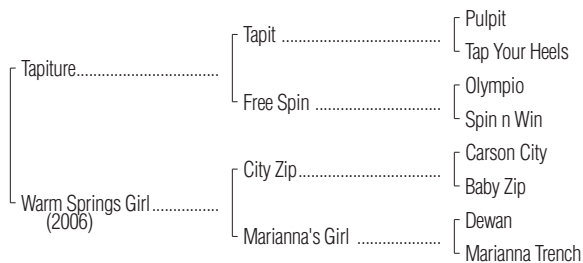 Pulpit
Tapit ........................................
Tap Your Heels
Tapiture....................................
Olympio
Free Spin ................................
Spin n Win
Carson City
City Zip....................................
Baby Zip
Warm Springs Girl.................
(2006)
Dewan
Marianna's Girl .....................
Marianna Trench